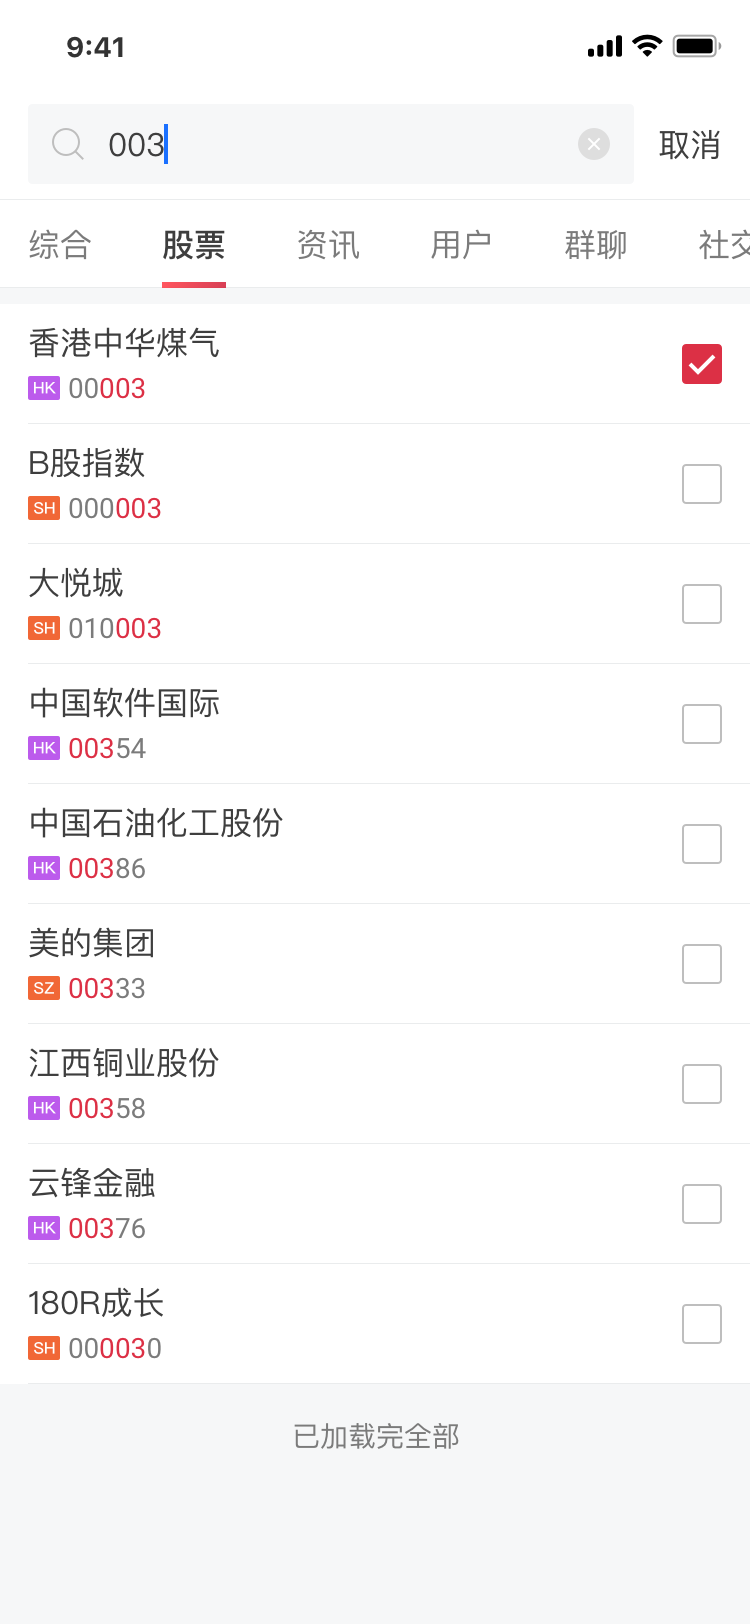 9:41
003 取消
综合 股票 资讯 用户 群聊 社交
香港中华煤气
HK 00003
B股指数
SH 000003
大悦城
SH 010003
中国软件国际
HK 00354
中国石油化工股份
HK 00386
美的集团
SZ 00333
江西铜业股份
HK 00358
云锋金融
HK 00376
180R成长
SH 000030
已加载完全部